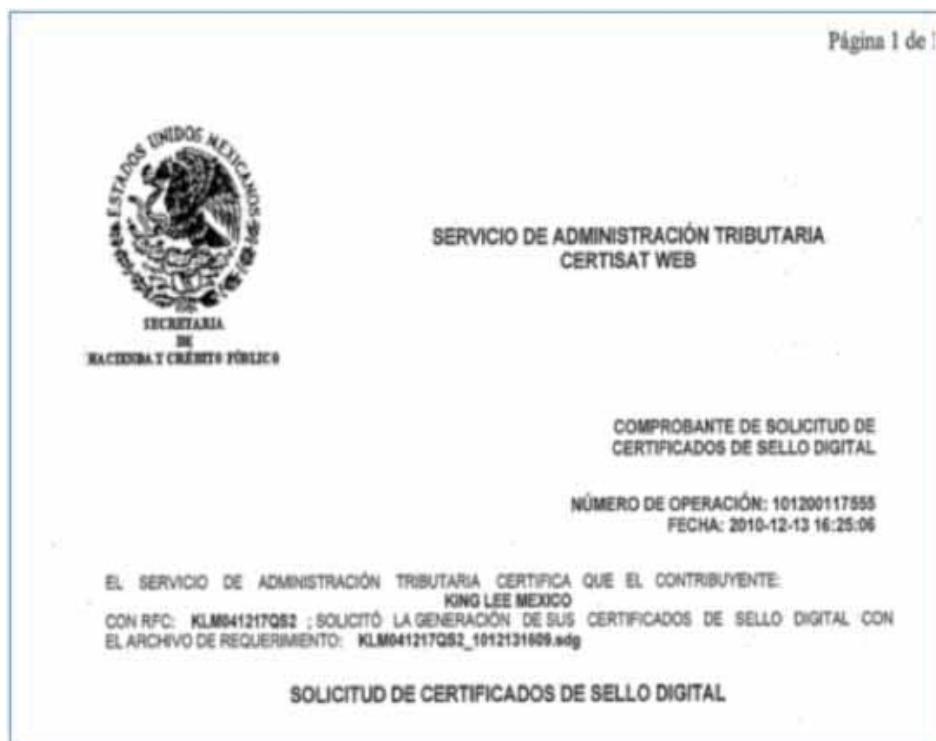 Página 1 de 1
ESTADOS UNIDOS MEXICANOS
SECRETARIA
DE
HACIENDA Y CRÉDITO PÚBLICO
SERVICIO DE ADMINISTRACIÓN TRIBUTARIA
CERTISAT WEB
COMPROBANTE DE SOLICITUD DE
CERTIFICADOS DE SELLO DIGITAL
NÚMERO DE OPERACIÓN: 101200117555
FECHA: 2010-12-13 16:25:06
EL SERVICIO DE ADMINISTRACIÓN TRIBUTARIA CERTIFICA QUE EL CONTRIBUYENTE:
KING LEE MEXICO
CON RFC: KLM041217QS2 ; SOLICITÓ LA GENERACIÓN DE SUS CERTIFICADOS DE SELLO DIGITAL CON
EL ARCHIVO DE REQUERIMIENTO: KLM041217QS2_1012131609.sdg
SOLICITUD DE CERTIFICADOS DE SELLO DIGITAL